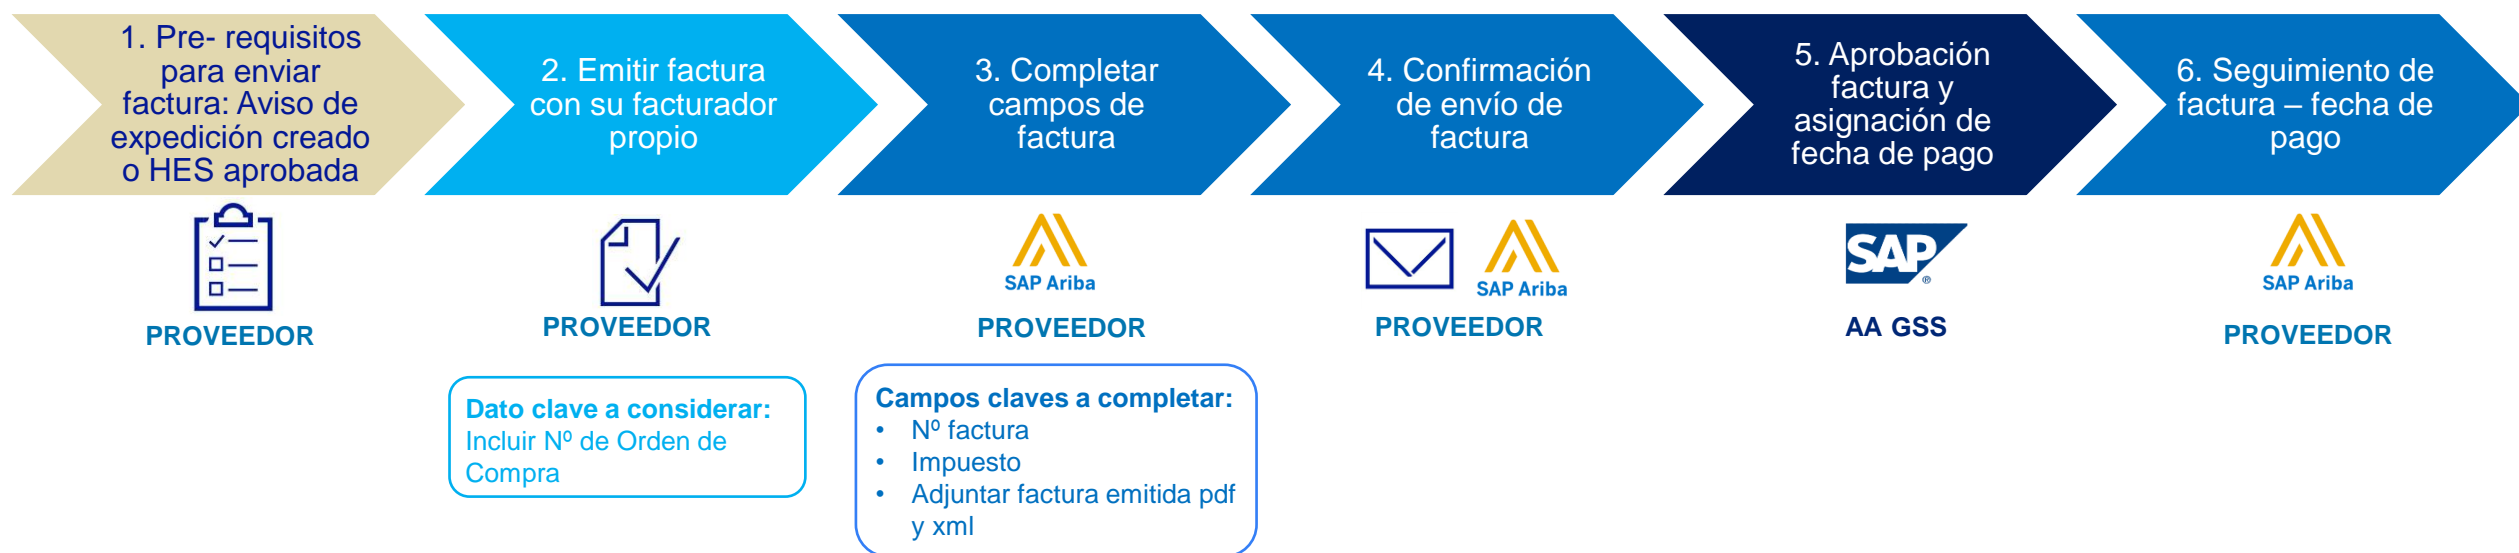 1. Pre- requisitos
para enviar
factura: Aviso de
expedición creado
o HES aprobada
2. Emitir factura
con su facturador
propio
3. Completar
campos de
factura
4. Confirmación
de envío de
factura
5. Aprobación
factura y
asignación de
fecha de pago
6. Seguimiento de
factura – fecha de
pago
SAP Ariba
SAP Ariba
SAP®
SAP Ariba
PROVEEDOR
PROVEEDOR
PROVEEDOR
PROVEEDOR
AA GSS
PROVEEDOR
Dato clave a considerar:
Incluir Nº de Orden de
Compra
Campos claves a completar:
• Nº factura
• Impuesto
• Adjuntar factura emitida pdf
y xml